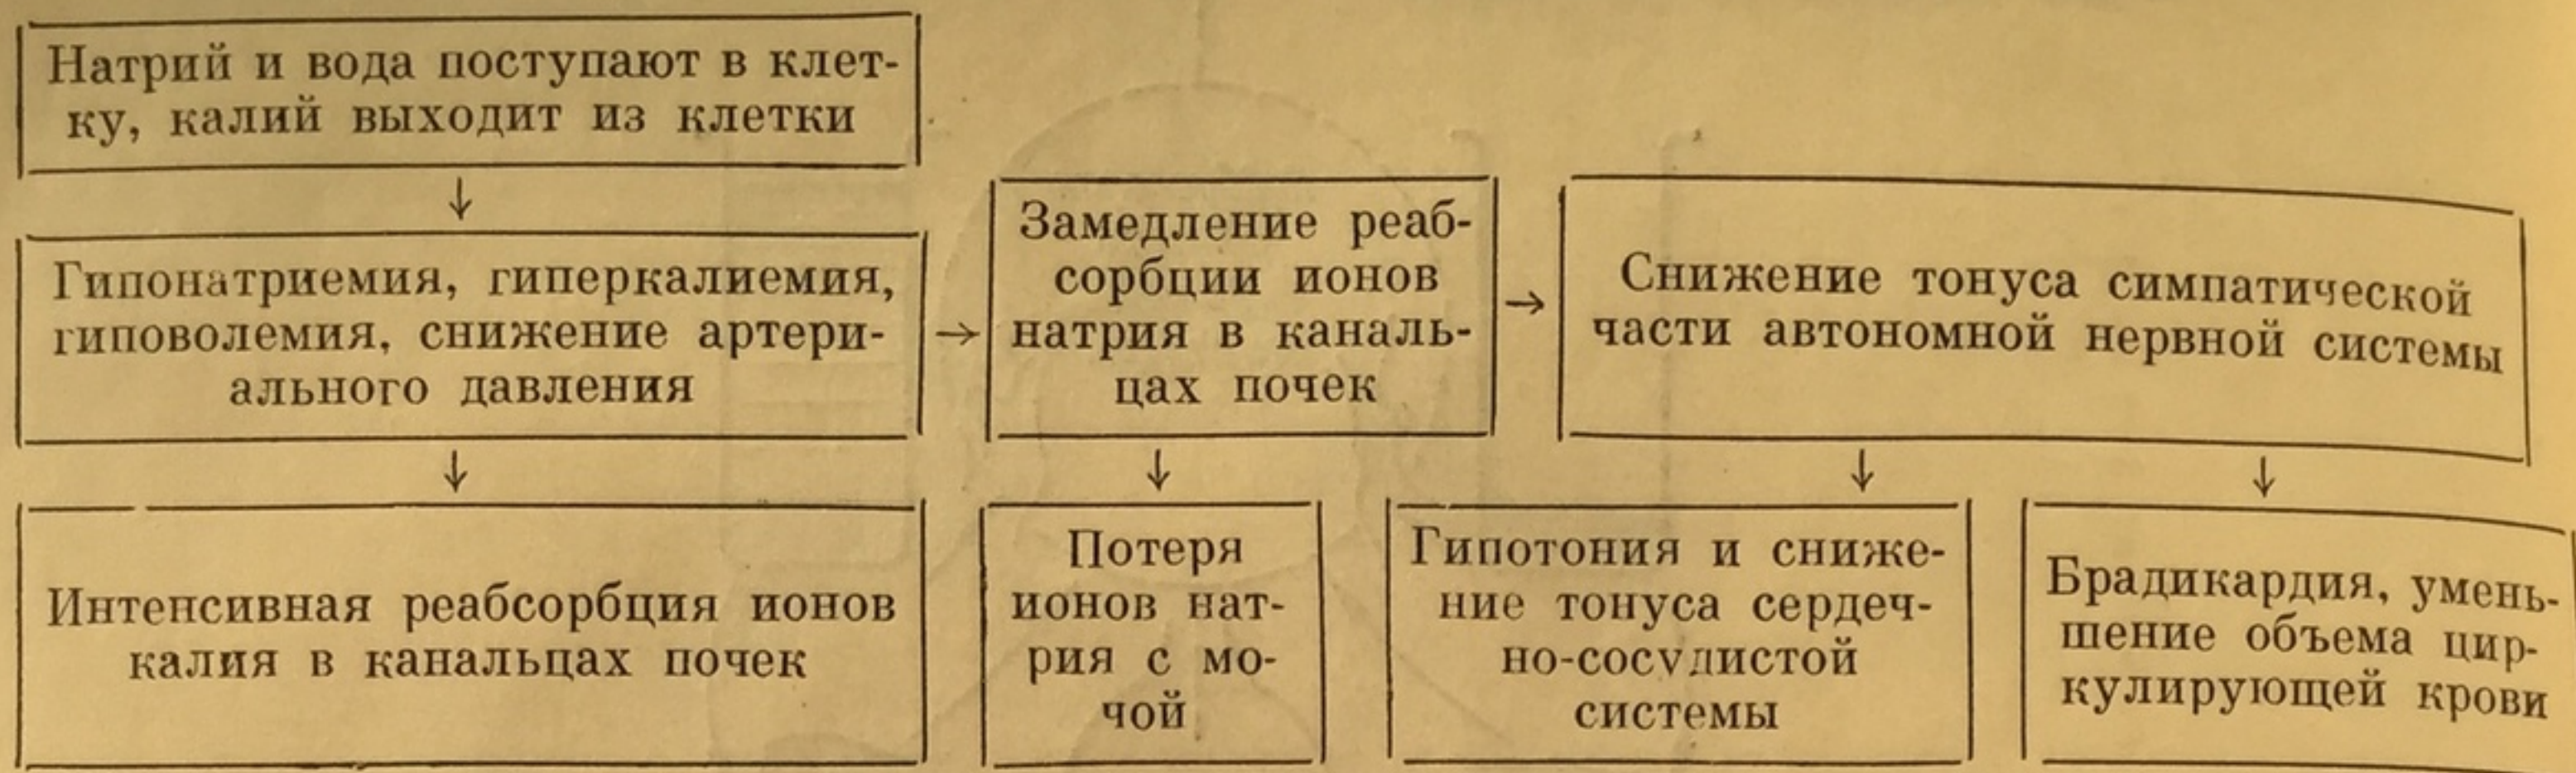 Натрий и вода поступают в клет-
ку, калий выходит из клетки
↓
Гипонатриемия, гиперкалиемия,
гиповолемия, снижение артери-
ального давления
→
Замедление реаб-
сорбции ионов
натрия в каналь-
цах почек
→
Снижение тонуса симпатической
части автономной нервной системы
↓
↓
↓
↓
Интенсивная реабсорбция ионов
калия в канальцах почек
Потеря
ионов нат-
рия с мо-
чой
Гипотония и сниже-
ние тонуса сердеч-
но-сосудистой
системы
Брадикардия, умень-
шение объема цир-
кулирующей крови